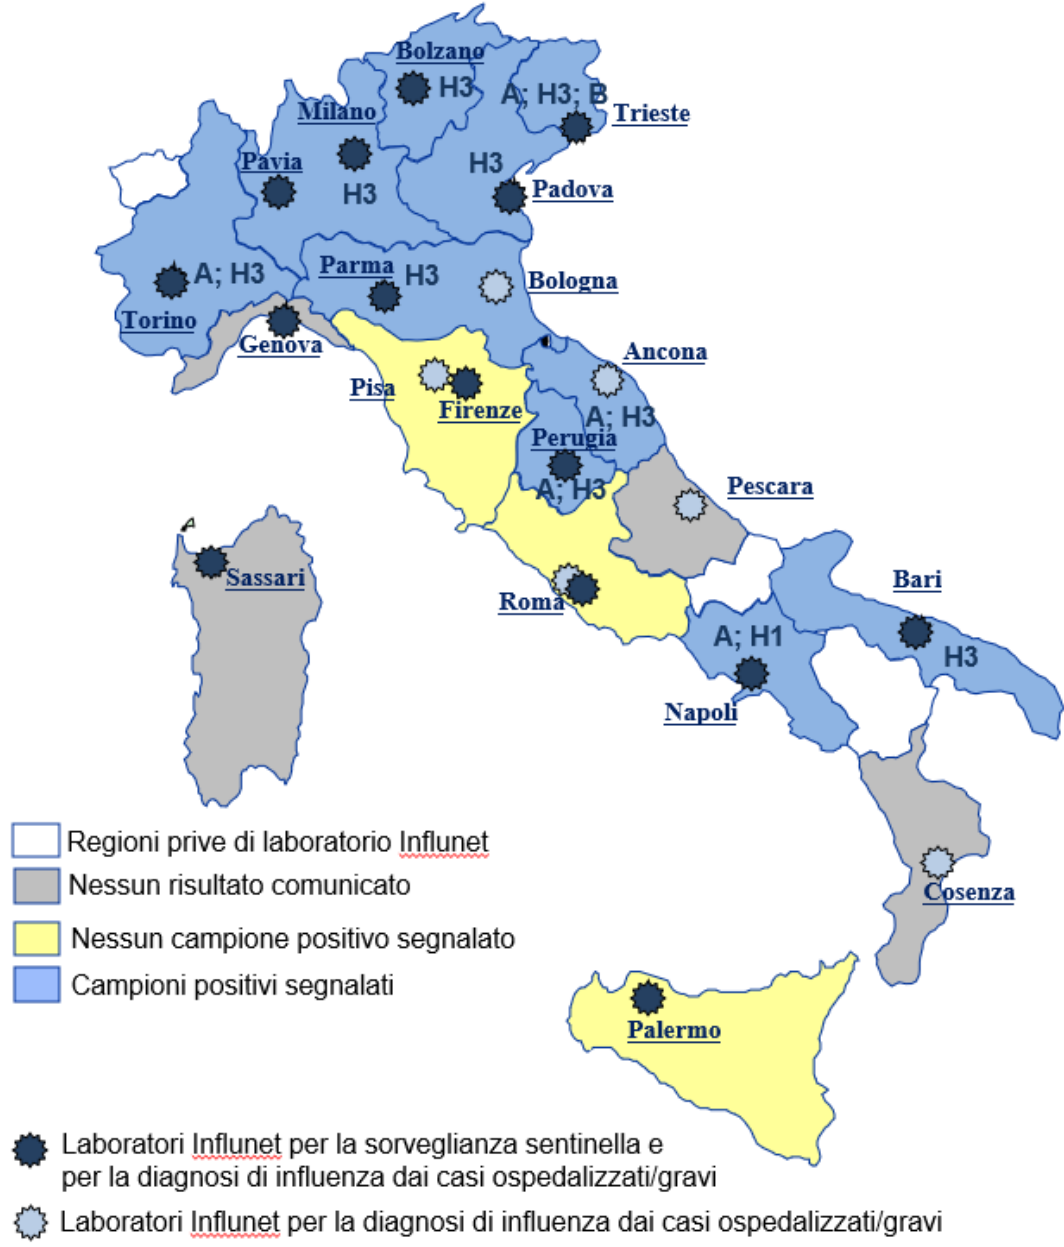 Bolzano
H3
A; H3; B
Trieste
Milano
Pavia
H3
H3
Padova
Parma
H3
Bologna
A; H3
Torino
Genova
Ancona
Pisa
Firenze
A; H3
Perugia
A; H3
Pescara
Sassari
Roma
Bari
A; H1
H3
Napoli
Regioni prive di laboratorio Influnet
Nessun risultato comunicato
Cosenza
Nessun campione positivo segnalato
Campioni positivi segnalati
Palermo
Laboratori Influnet per la sorveglianza sentinella e
per la diagnosi di influenza dai casi ospedalizzati/gravi
Laboratori Influnet per la diagnosi di influenza dai casi ospedalizzati/gravi